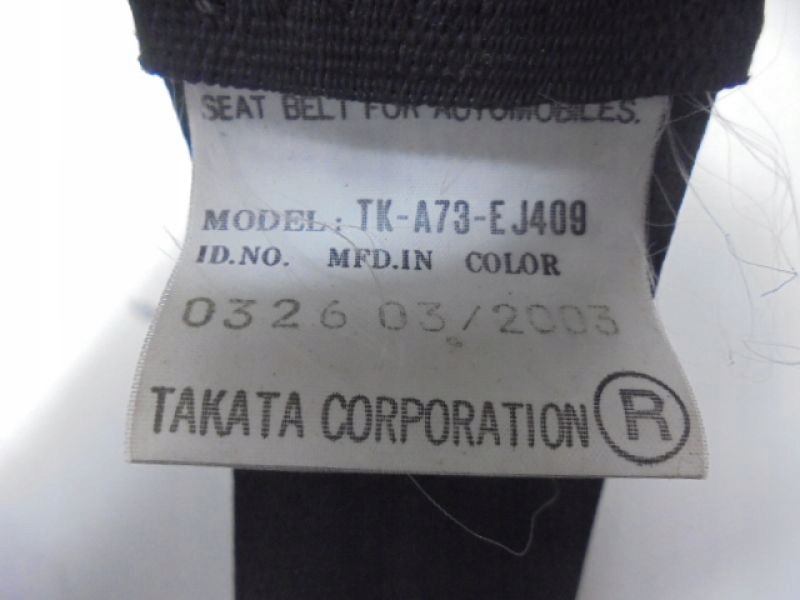 SEAT BELT FOR AUTOMOBILES.
MODEL: TK-A73-EJ409
ID.NO. MFD.IN COLOR
0326 03/2003
TAKATA CORPORATION R